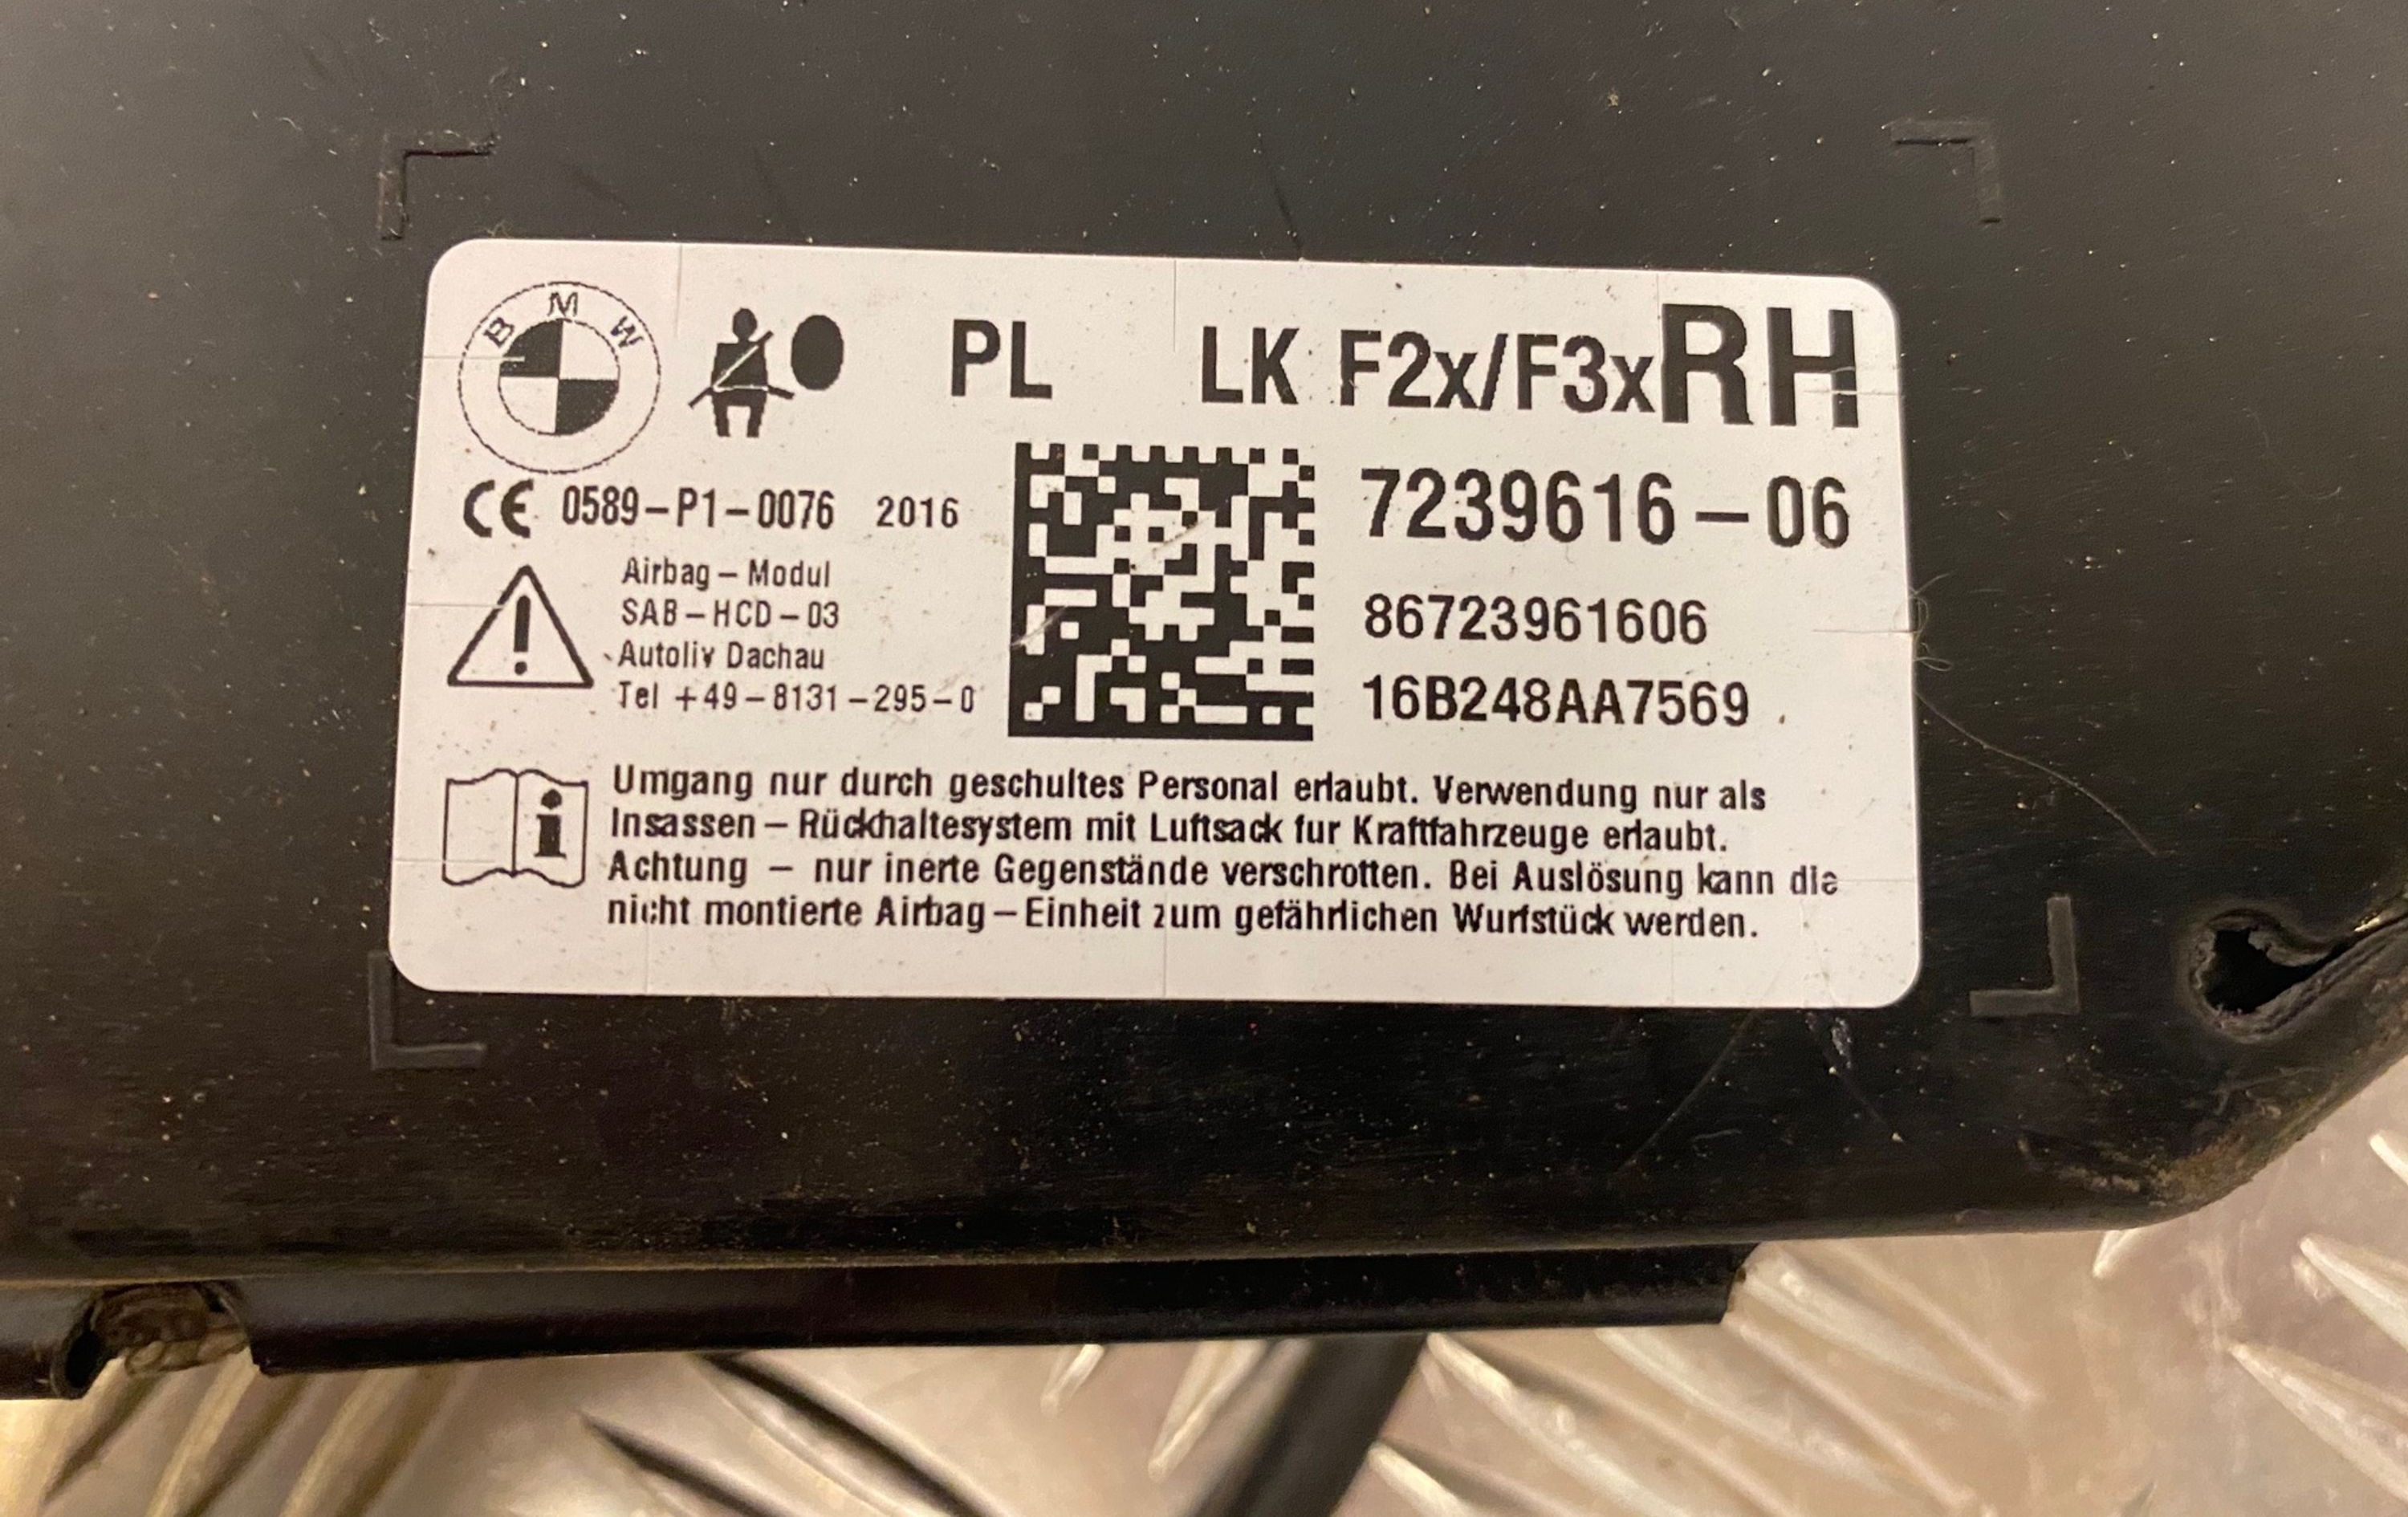 BMW
PL LK F2x/F3x RH
CE 0589-P1-0076 2016
7239616-06
Airbag-Modul
SAB-HCD-03
Autoliv Dachau
Tel +49-8131-295-0
86723961606
16B248AA7569
Umgang nur durch geschultes Personal erlaubt. Verwendung nur als
Insassen-Rückhaltesystem mit Luftsack fur Kraftfahrzeuge erlaubt.
Achtung - nur inerte Gegenstände verschrotten. Bei Auslösung kann die
nicht montierte Airbag-Einheit zum gefährlichen Wurfstück werden.